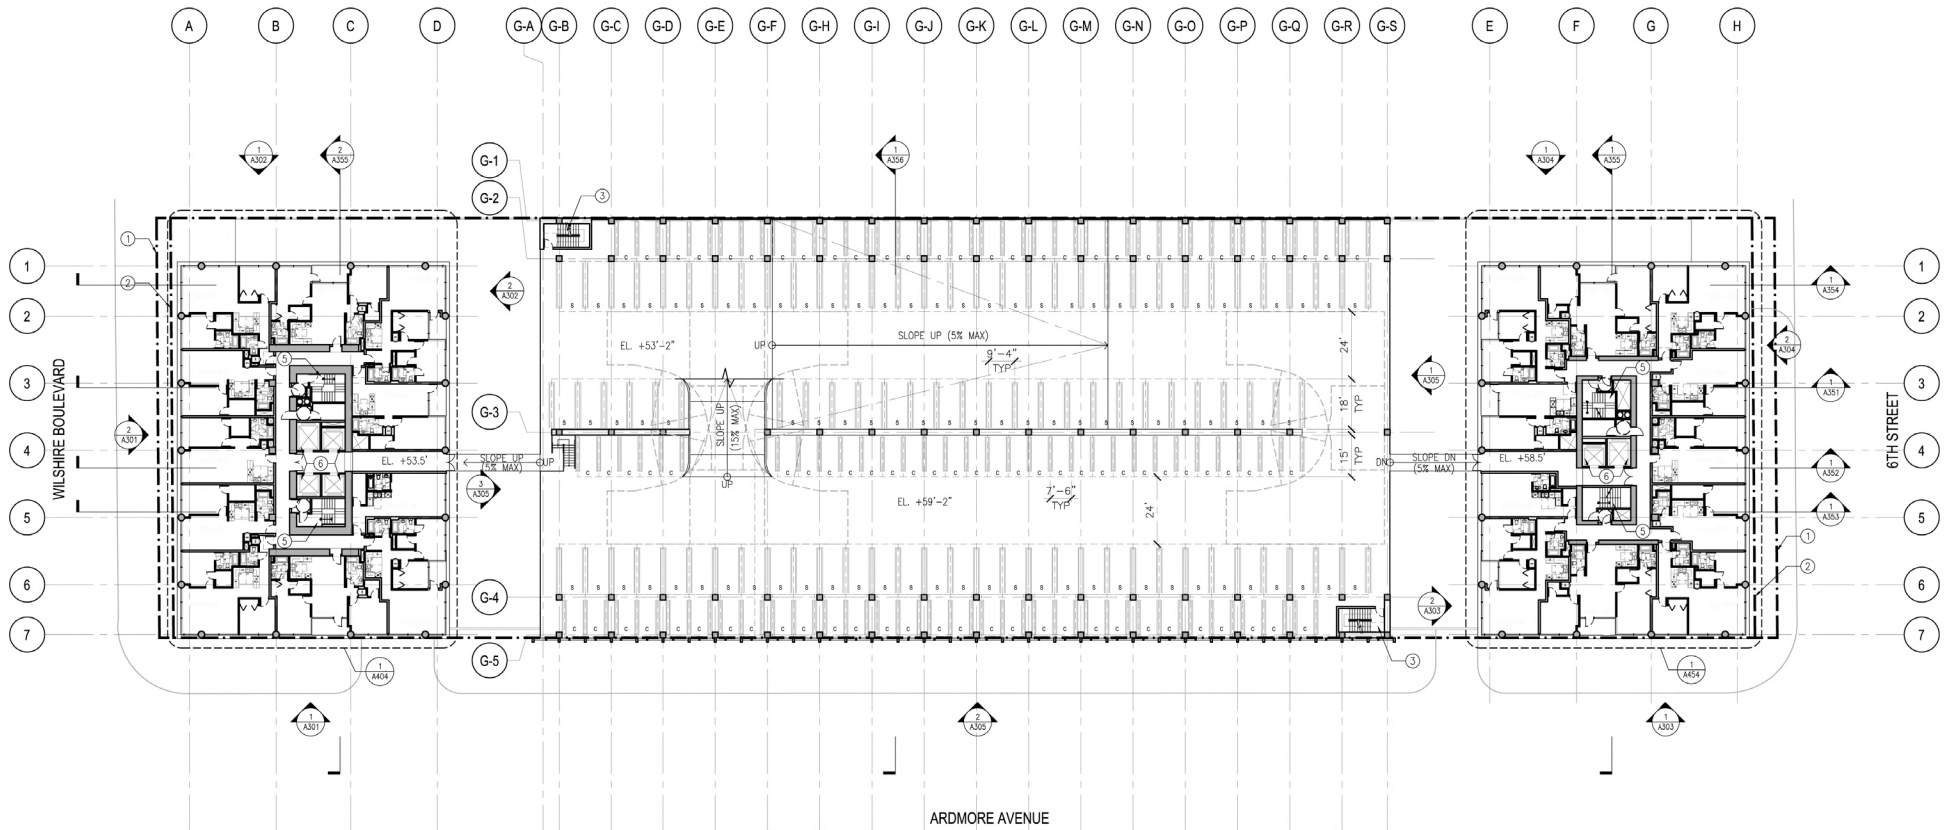 A B C D G-A G-B G-C G-D G-E G-F G-H G-I G-J G-K G-L G-M G-N G-O G-P G-Q G-R G-S E F G H
1 A302
2 A355
1 A356
1 A304
1 A355
G-1
G-2
3
1
2
1
2
3
4
5
6
7
WILSHIRE BOULEVARD
2 A301
2 A302
3 A305
5
6
5
EL. +53.5'
SLOPE UP
(5% MAX)
UP
EL. +53'-2"
UP
SLOPE UP (5% MAX)
9'-4"
TYP
24'
18'
TYP
15'
TYP
24'
SLOPE UP
(15% MAX)
UP
EL. +59'-2"
7'-6"
TYP
G-3
G-4
G-5
C C C C C C C C C C C C C C C
S S S S S S S S S S S S S S S
DN
SLOPE DN
(5% MAX)
EL. +58.5'
1 A305
2 A303
3
5
6
5
1 A354
2 A304
1 A351
1 A352
1 A353
1
2
1
2
3
4
5
6
7
6TH STREET
1 A404
1 A454
1 A301
2 A305
1 A303
ARDMORE AVENUE